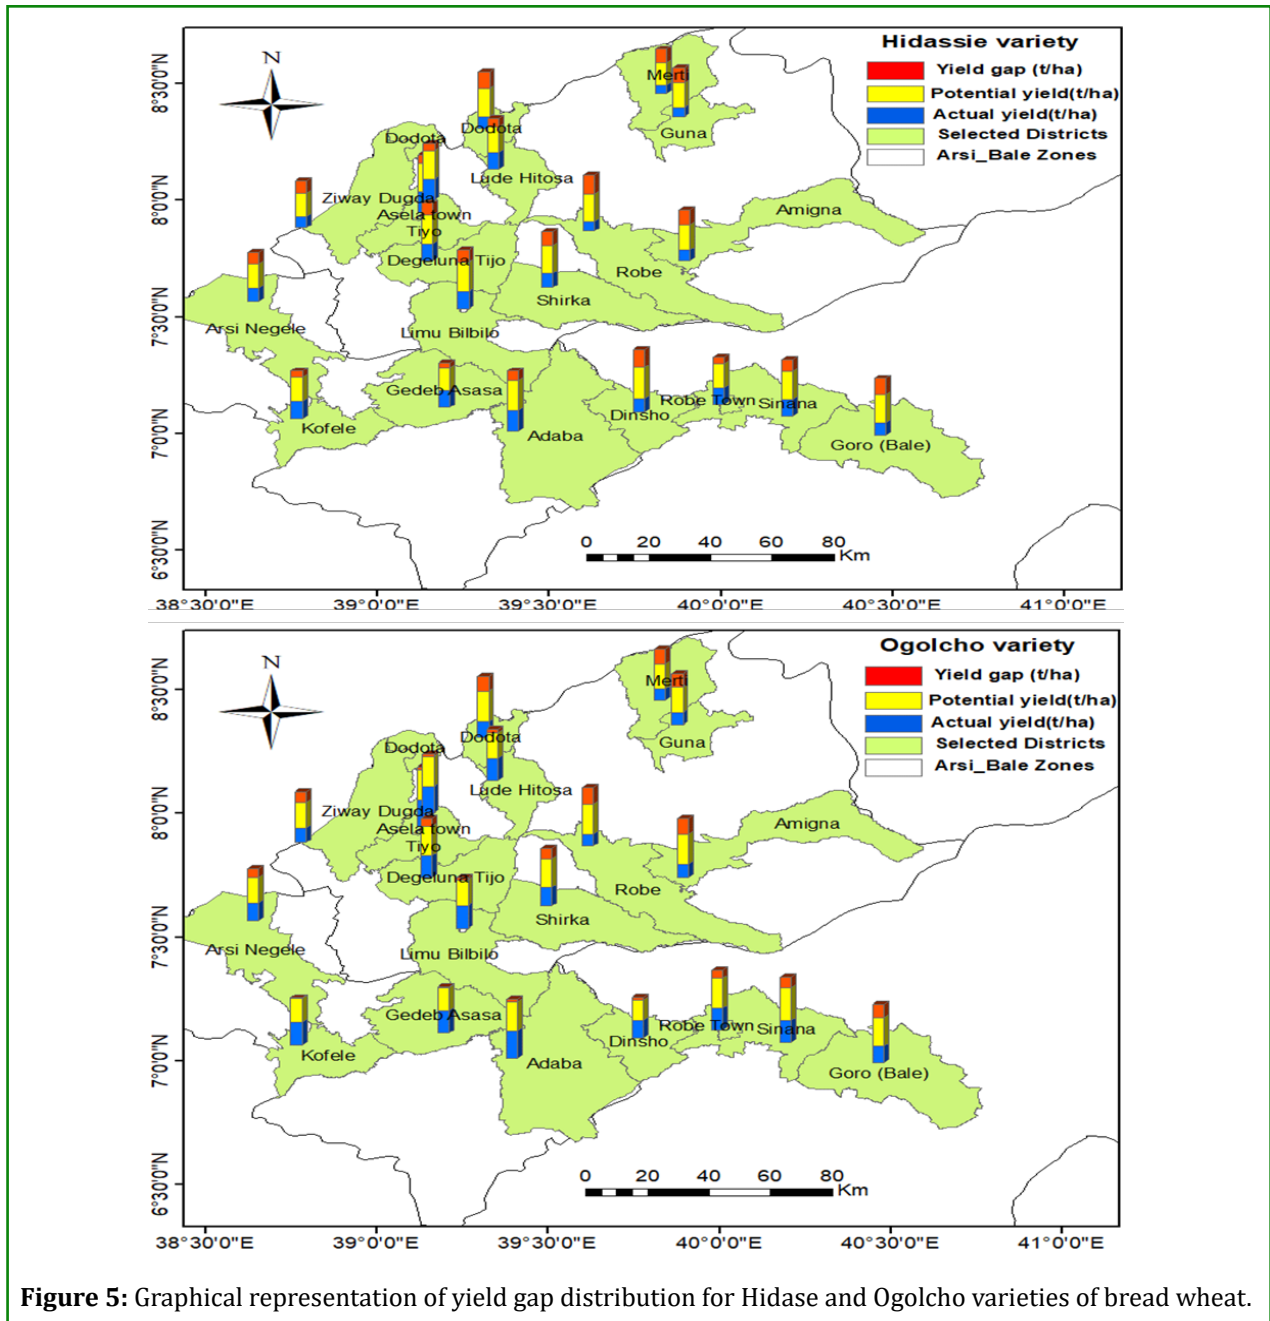 Hidassie variety
Yield gap (t/ha)
Potential yield(t/ha)
Actual yield(t/ha)
Selected Districts
Arsi_Bale Zones
N
8°30'0"N
8°0'0"N
7°30'0"N
7°0'0"N
6°30'0"N
Merti
Guna
Dodota
Dodota
Lude Hitosa
Ziway Dugda
Asela town
Tiyo
Amigna
Degeluna Tijo
Robe
Shirka
Arsi Negele
Limu Bilbilo
Gedeb Asasa
Robe Town
Sinana
Dinsho
Kofele
Adaba
Goro (Bale)
0 20 40 60 80
Km
38°30'0"E 39°0'0"E 39°30'0"E 40°0'0"E 40°30'0"E 41°0'0"E
Ogolcho variety
Yield gap (t/ha)
Potential yield(t/ha)
Actual yield(t/ha)
Selected Districts
Arsi_Bale Zones
N
8°30'0"N
8°0'0"N
7°30'0"N
7°0'0"N
6°30'0"N
Merti
Guna
Dodota
Dodota
Lude Hitosa
Ziway Dugda
Asela town
Tiyo
Amigna
Degeluna Tijo
Robe
Shirka
Arsi Negele
Limu Bilbilo
Gedeb Asasa
Robe Town
Sinana
Dinsho
Kofele
Adaba
Goro (Bale)
0 20 40 60 80
Km
38°30'0"E 39°0'0"E 39°30'0"E 40°0'0"E 40°30'0"E 41°0'0"E
Figure 5: Graphical representation of yield gap distribution for Hidase and Ogolcho varieties of bread wheat.